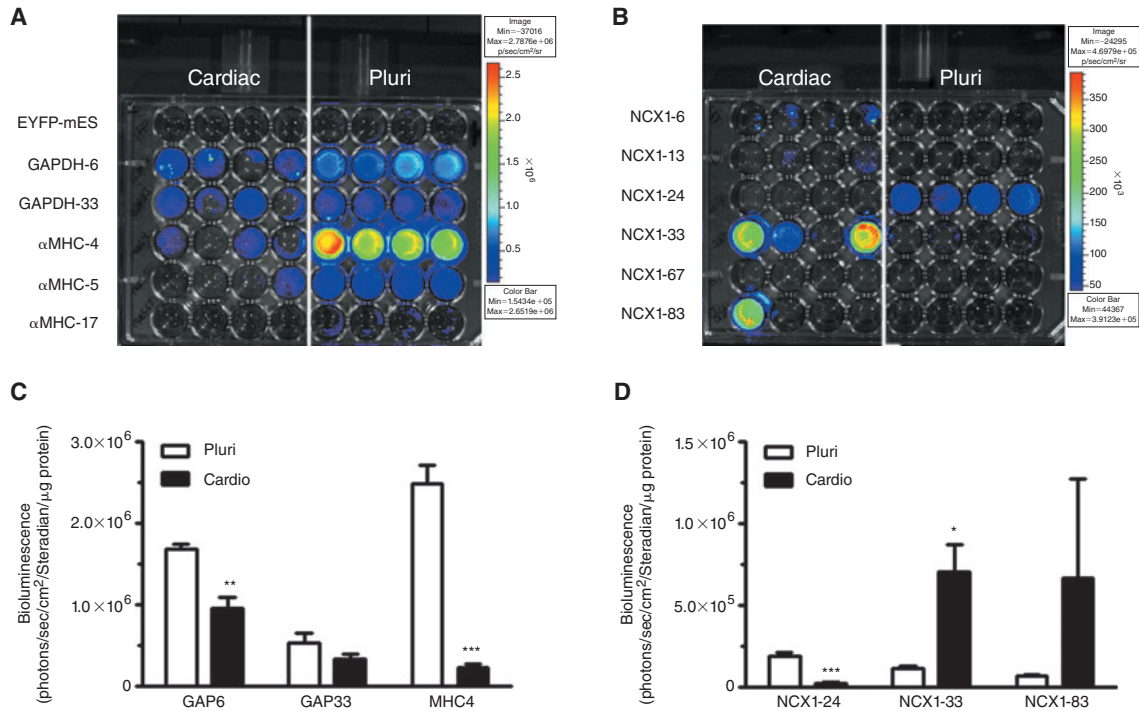 A
Cardiac
Pluri
EYFP-mES
GAPDH-6
GAPDH-33
αMHC-4
αMHC-5
αMHC-17
Image
Min=−37016
Max=2.7876e+06
p/sec/cm²/sr
2.5
2.0
1.5
1.0
0.5
×10⁶
Color Bar
Min=1.5434e+05
Max=2.6519e+06
B
Cardiac
Pluri
NCX1-6
NCX1-13
NCX1-24
NCX1-33
NCX1-67
NCX1-83
Image
Min=−24295
Max=4.6979e+05
p/sec/cm²/sr
350
300
250
200
150
100
50
×10³
Color Bar
Min=44367
Max=3.9123e+05
C
Bioluminescence
(photons/sec/cm²/Steradian/μg protein)
3.0×10⁶
2.0×10⁶
1.0×10⁶
0
Pluri
Cardio
**
***
GAP6
GAP33
MHC4
D
Bioluminescence
(photons/sec/cm²/Steradian/μg protein)
1.5×10⁶
1.0×10⁶
5.0×10⁵
0
Pluri
Cardio
***
*
NCX1-24
NCX1-33
NCX1-83